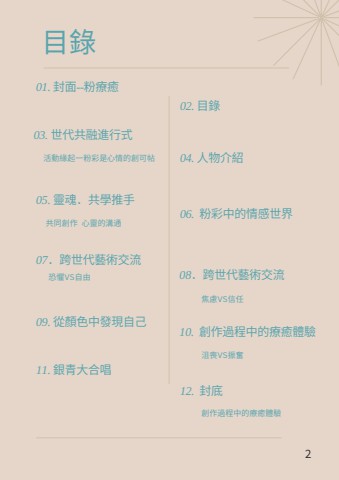 目錄
01. 封面--粉療癒
02. 目錄
03. 世代共融進行式
活動緣起－粉彩是心情的創可帖
04. 人物介紹
05. 靈魂．共學推手
共同創作 心靈的溝通
06. 粉彩中的情感世界
07．跨世代藝術交流
恐懼VS自由
08．跨世代藝術交流
焦慮VS信任
09. 從顏色中發現自己
10. 創作過程中的療癒體驗
沮喪VS振奮
11. 銀青大合唱
12. 封底
創作過程中的療癒體驗
2